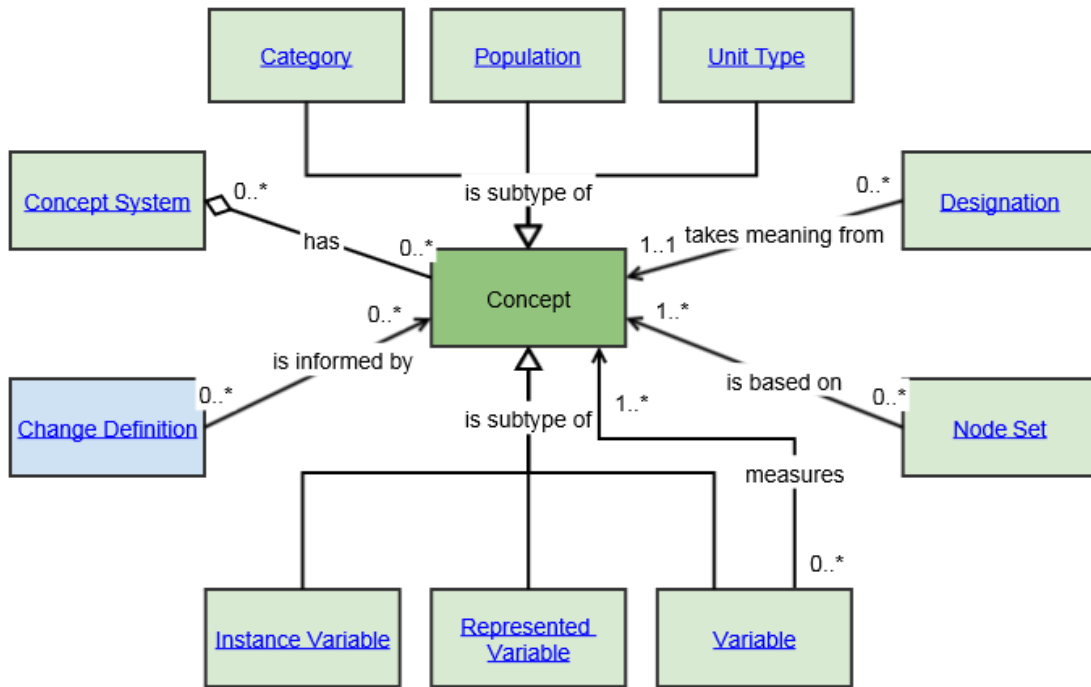 Category
Population
Unit Type
Concept System
0..*
is subtype of
0..*
Designation
has
0..*
1..1
takes meaning from
Concept
0..*
1..*
is informed by
is based on
0..*
Change Definition
is subtype of
1..*
0..*
Node Set
measures
0..*
Instance Variable
Represented
Variable
Variable